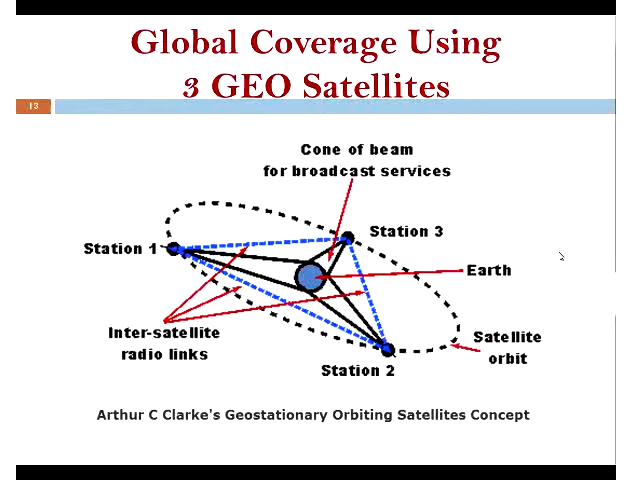 Global Coverage Using
3 GEO Satellites
13
Cone of beam
for broadcast services
Station 3
Station 1
Earth
Inter-satellite
radio links
Satellite
orbit
Station 2
Arthur C Clarke's Geostationary Orbiting Satellites Concept